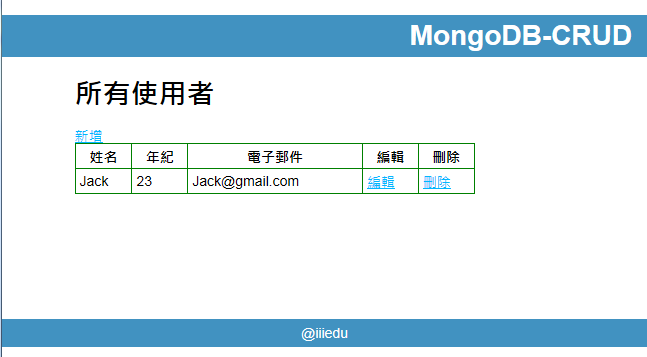 MongoDB-CRUD
所有使用者
新增
姓名 年紀 電子郵件 編輯 刪除
Jack 23 Jack@gmail.com 編輯 刪除
@iiiedu